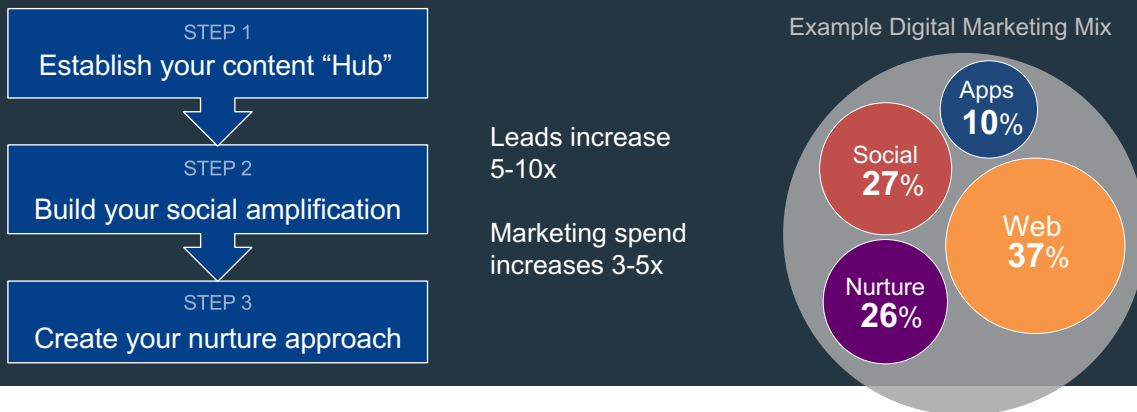 STEP 1
Establish your content “Hub”
STEP 2
Build your social amplification
STEP 3
Create your nurture approach
Leads increase
5-10x
Marketing spend
increases 3-5x
Example Digital Marketing Mix
Apps
10%
Social
27%
Web
37%
Nurture
26%